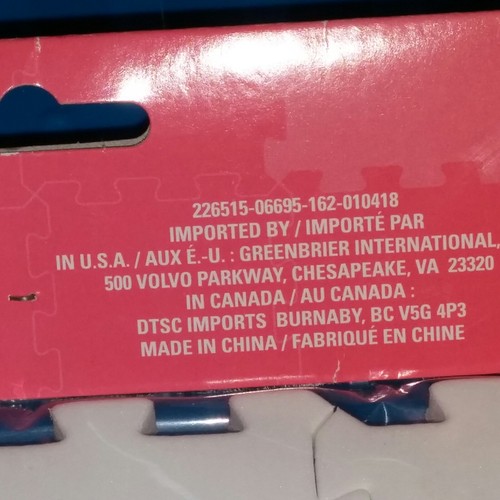 226515-06695-162-010418
IMPORTED BY / IMPORTÉ PAR
IN U.S.A. / AUX É.-U. : GREENBRIER INTERNATIONAL,
500 VOLVO PARKWAY, CHESAPEAKE, VA 23320
IN CANADA / AU CANADA :
DTSC IMPORTS BURNABY, BC V5G 4P3
MADE IN CHINA / FABRIQUÉ EN CHINE